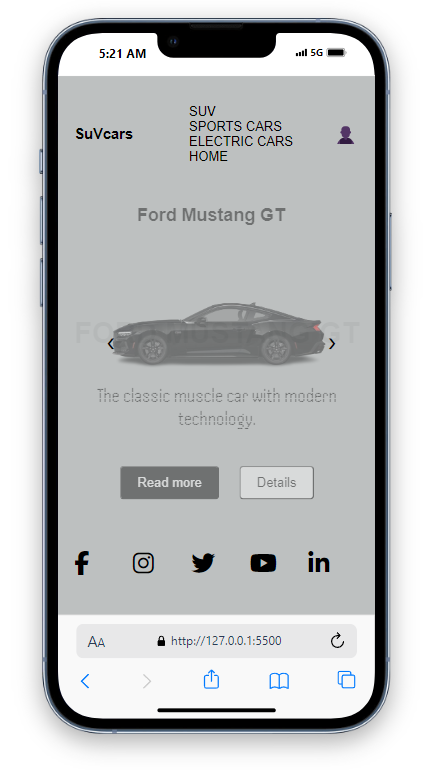 5:21 AM
5G
SuVcars
SUV
SPORTS CARS
ELECTRIC CARS
HOME
Ford Mustang GT
FORD MUSTANG GT
The classic muscle car with modern
technology.
Read more
Details
AA
http://127.0.0.1:5500